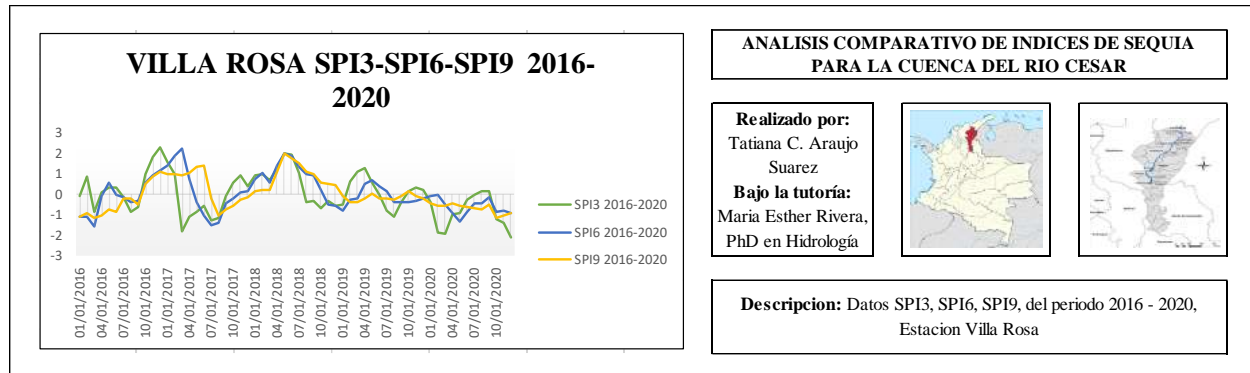 VILLA ROSA SPI3-SPI6-SPI9 2016-
2020
3
2
1
0
-1
-2
-3
01/01/2016
04/01/2016
07/01/2016
10/01/2016
01/01/2017
04/01/2017
07/01/2017
10/01/2017
01/01/2018
04/01/2018
07/01/2018
10/01/2018
01/01/2019
04/01/2019
07/01/2019
10/01/2019
01/01/2020
04/01/2020
07/01/2020
10/01/2020
SPI3 2016-2020
SPI6 2016-2020
SPI9 2016-2020
ANALISIS COMPARATIVO DE INDICES DE SEQUIA
PARA LA CUENCA DEL RIO CESAR
Realizado por:
Tatiana C. Araujo
Suarez
Bajo la tutoría:
Maria Esther Rivera,
PhD en Hidrología
Descripcion: Datos SPI3, SPI6, SPI9, del periodo 2016 - 2020,
Estacion Villa Rosa